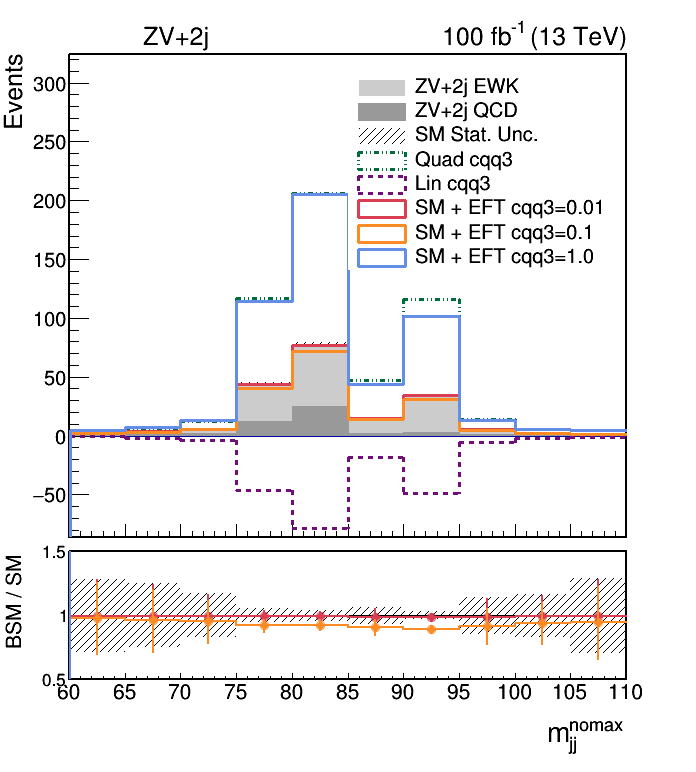 ZV+2j 100 fb⁻¹ (13 TeV)
Events
300
250
200
150
100
50
0
−50
ZV+2j EWK
ZV+2j QCD
SM Stat. Unc.
Quad cqq3
Lin cqq3
SM + EFT cqq3=0.01
SM + EFT cqq3=0.1
SM + EFT cqq3=1.0
BSM / SM
1.5
1
0.5
60 65 70 75 80 85 90 95 100 105 110
m_jj^nomax